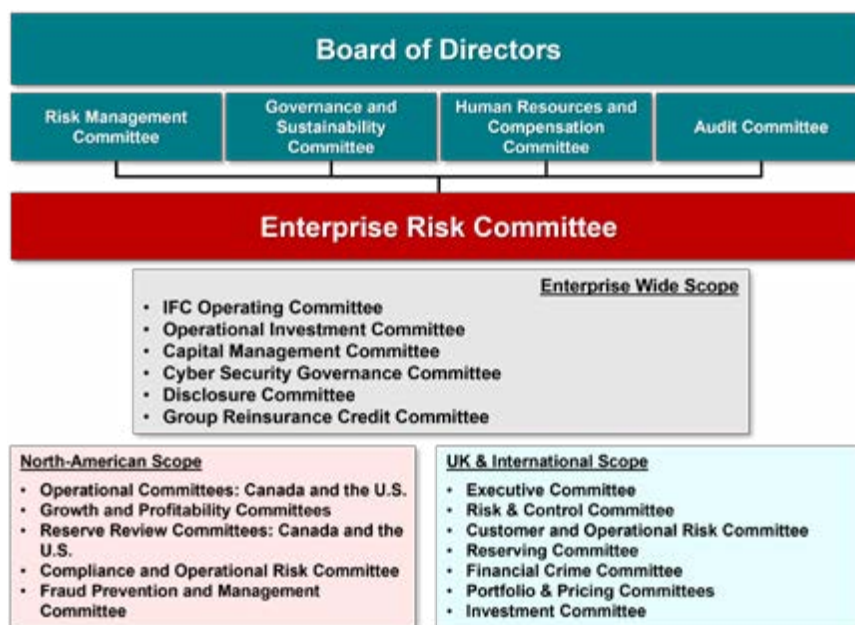 Board of Directors
Risk Management
Committee
Governance and
Sustainability
Committee
Human Resources and
Compensation
Committee
Audit Committee
Enterprise Risk Committee
Enterprise Wide Scope
• IFC Operating Committee
• Operational Investment Committee
• Capital Management Committee
• Cyber Security Governance Committee
• Disclosure Committee
• Group Reinsurance Credit Committee
North-American Scope
• Operational Committees: Canada and the U.S.
• Growth and Profitability Committees
• Reserve Review Committees: Canada and the
U.S.
• Compliance and Operational Risk Committee
• Fraud Prevention and Management
Committee
UK & International Scope
• Executive Committee
• Risk & Control Committee
• Customer and Operational Risk Committee
• Reserving Committee
• Financial Crime Committee
• Portfolio & Pricing Committees
• Investment Committee